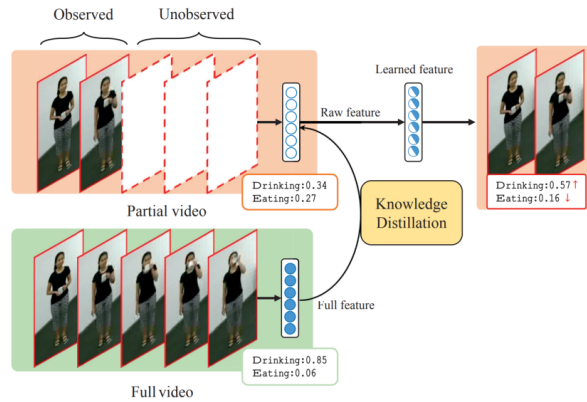 Observed
Unobserved
Learned feature
Raw feature
Drinking:0.34
Eating:0.27
Partial video
Drinking:0.57↑
Eating:0.16 ↓
Knowledge
Distillation
Full feature
Drinking:0.85
Eating:0.06
Full video